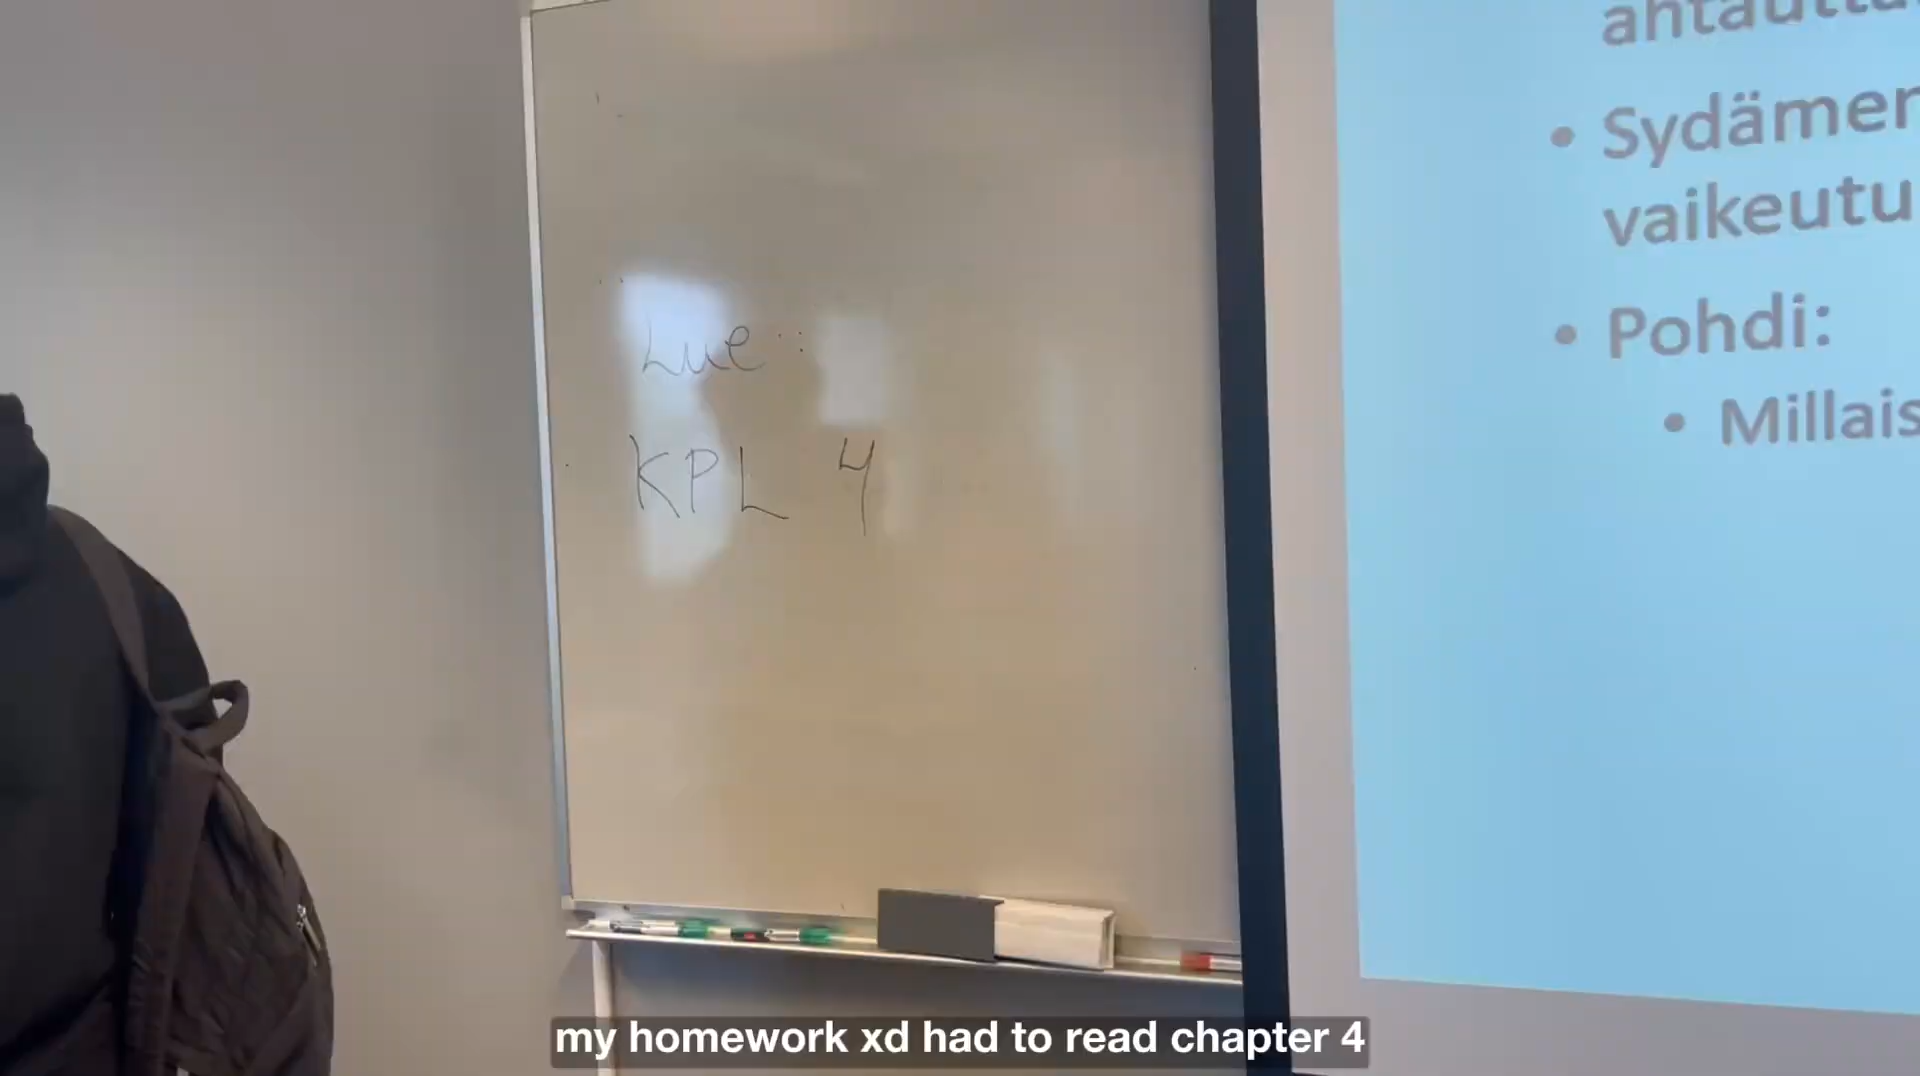 Lue:
KPL 4
• Sydämen
vaikeutu
• Pohdi:
• Millais
my homework xd had to read chapter 4